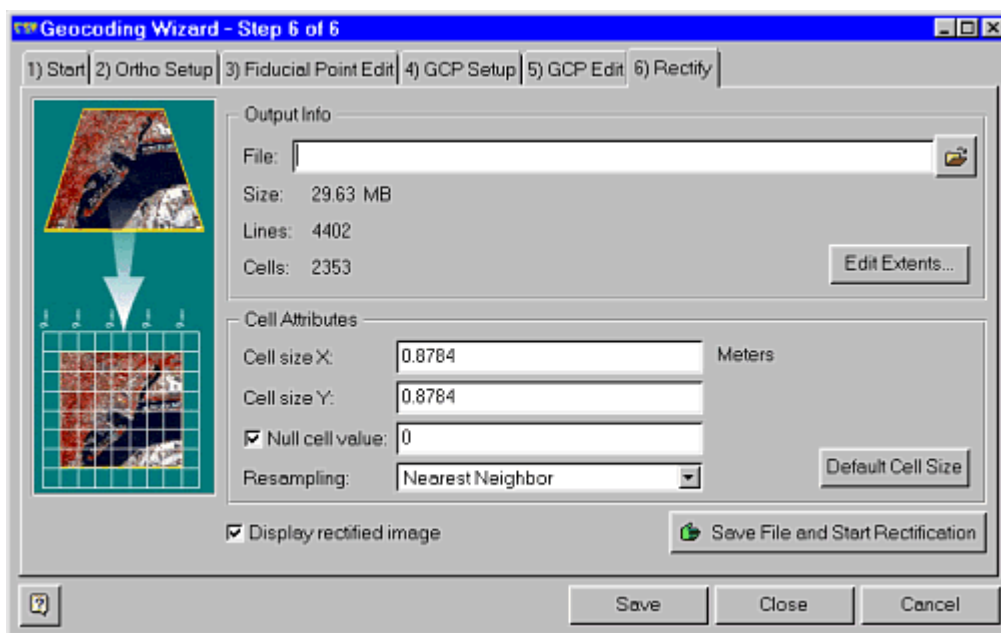 Geocoding Wizard - Step 6 of 6
1) Start 2) Ortho Setup 3) Fiducial Point Edit 4) GCP Setup 5) GCP Edit 6) Rectify
Output Info
File:
Size: 29.63 MB
Lines: 4402
Cells: 2353
Edit Extents...
Cell Attributes
Cell size X: 0.8784 Meters
Cell size Y: 0.8784
Null cell value: 0
Resampling: Nearest Neighbor
Default Cell Size
Display rectified image
Save File and Start Rectification
Save Close Cancel